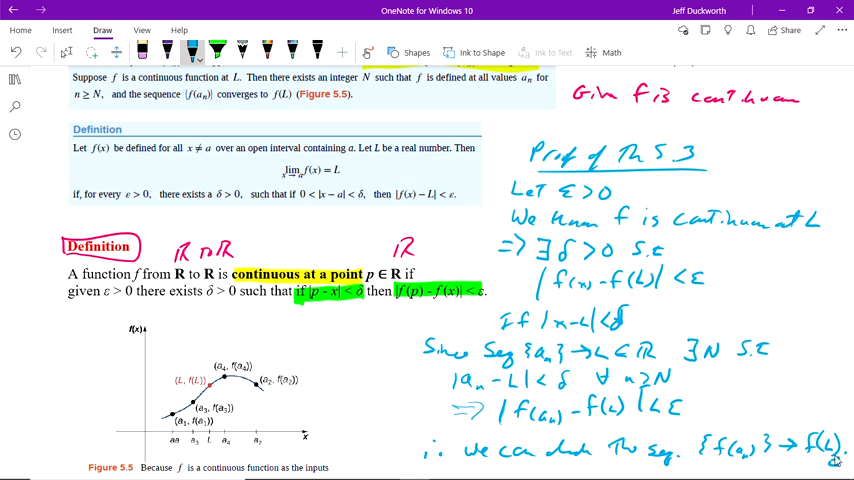 OneNote for Windows 10
Jeff Duckworth
Home Insert Draw View Help
Share
Shapes Ink to Shape Ink to Text Math
Suppose f is a continuous function at L. Then there exists an integer N such that f is defined at all values aₙ for
n ≥ N, and the sequence {f(aₙ)} converges to f(L) (Figure 5.5).
Definition
Let f(x) be defined for all x ≠ a over an open interval containing a. Let L be a real number. Then
lim f(x) = L
x→a
if, for every ε > 0, there exists a δ > 0, such that if 0 < |x − a| < δ, then |f(x) − L| < ε.
Definition
ℝ to ℝ
ℝ
A function f from R to R is continuous at a point p ∈ R if
given ε > 0 there exists δ > 0 such that if |p - x| < δ then |f(p) - f(x)| < ε.
f(x)
(a₄, f(a₄))
(L, f(L))
(a₂, f(a₂))
(a₃, f(a₃))
(a₁, f(a₁))
x
aa a₃ L a₄ a₂
Figure 5.5 Because f is a continuous function as the inputs
Given f is continuous
Proof of Th 5.3
Let ε > 0
We know f is continuous at L
=> ∃ δ > 0 s.t
|f(x) - f(L)| < ε
If |x - L| < δ
Since seq {aₙ} → L ∈ ℝ ∃ N s.t
|aₙ - L| < δ ∀ n ≥ N
=> |f(aₙ) - f(L)| < ε
∴ we can the seq. {f(aₙ)} → f(L).